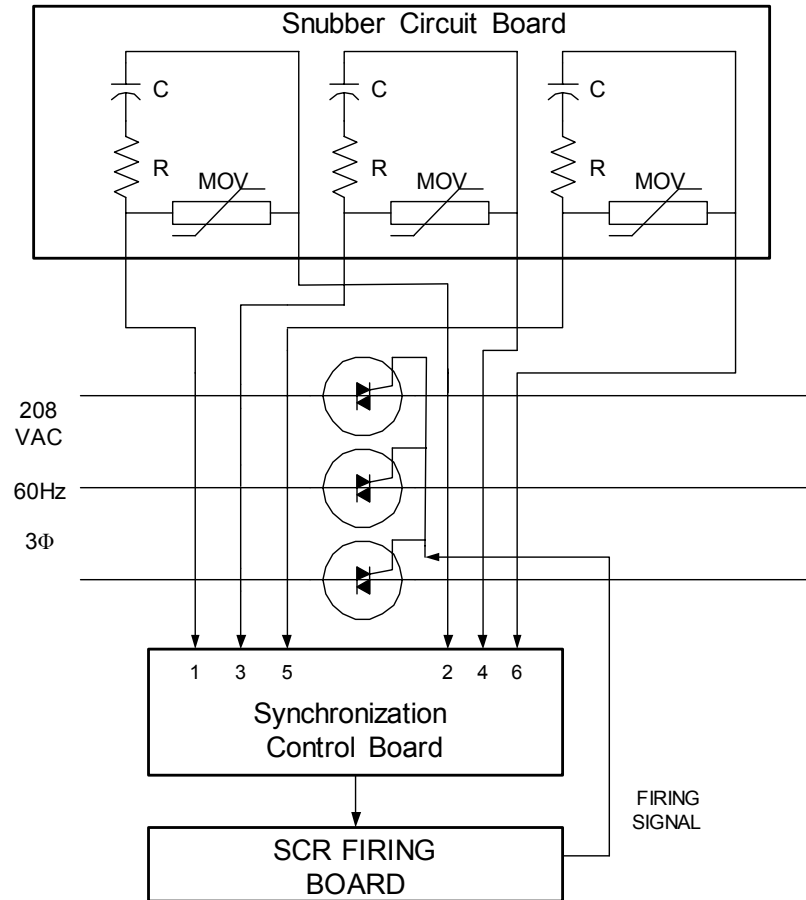 Snubber Circuit Board
C
C
C
R
R
R
MOV
MOV
MOV
208
VAC
60Hz
3Φ
1 3 5 2 4 6
Synchronization
Control Board
FIRING
SIGNAL
SCR FIRING
BOARD